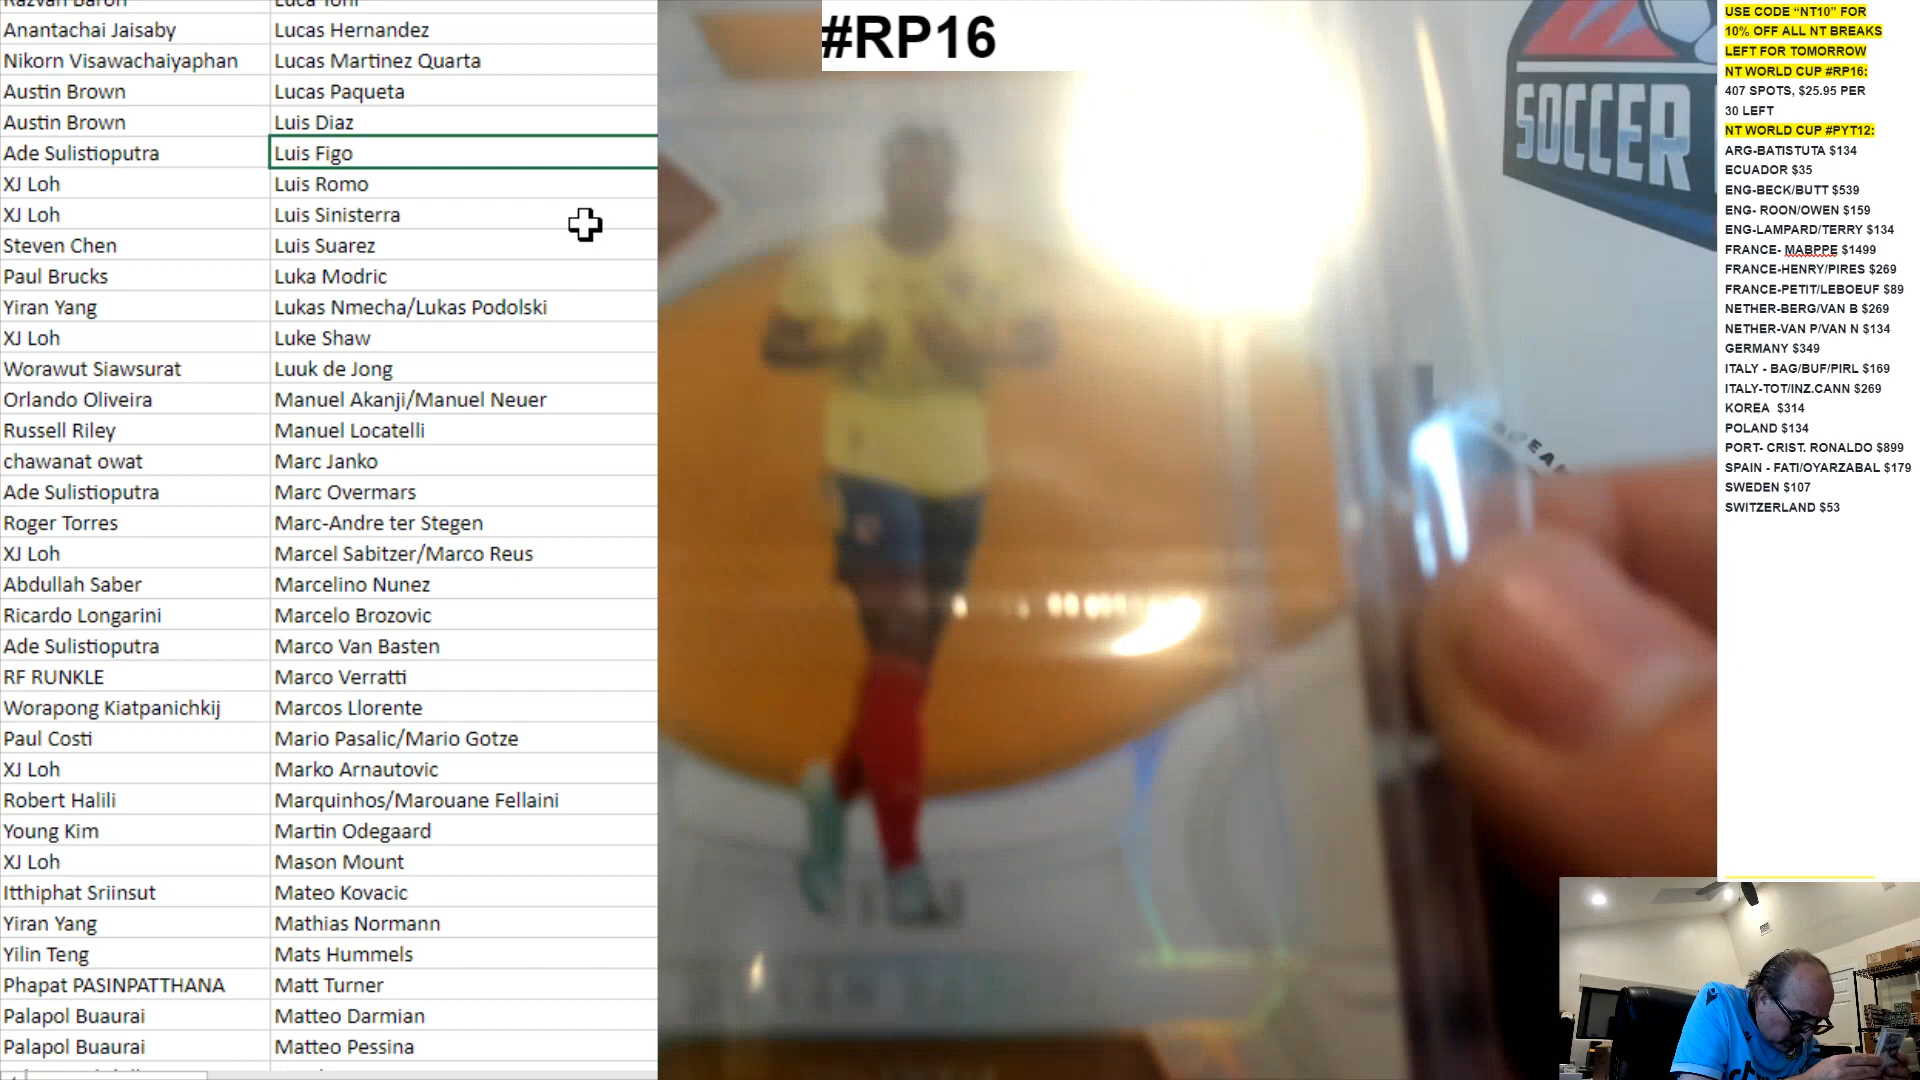 Luca Toni
Anantachai Jaisaby Lucas Hernandez
Nikorn Visawachaiyaphan Lucas Martinez Quarta
Austin Brown Lucas Paqueta
Austin Brown Luis Diaz
Ade Sulistioputra Luis Figo
XJ Loh Luis Romo
XJ Loh Luis Sinisterra
Steven Chen Luis Suarez
Paul Brucks Luka Modric
Yiran Yang Lukas Nmecha/Lukas Podolski
XJ Loh Luke Shaw
Worawut Siawsurat Luuk de Jong
Orlando Oliveira Manuel Akanji/Manuel Neuer
Russell Riley Manuel Locatelli
chawanat owat Marc Janko
Ade Sulistioputra Marc Overmars
Roger Torres Marc-Andre ter Stegen
XJ Loh Marcel Sabitzer/Marco Reus
Abdullah Saber Marcelino Nunez
Ricardo Longarini Marcelo Brozovic
Ade Sulistioputra Marco Van Basten
RF RUNKLE Marco Verratti
Worapong Kiatpanichkij Marcos Llorente
Paul Costi Mario Pasalic/Mario Gotze
XJ Loh Marko Arnautovic
Robert Halili Marquinhos/Marouane Fellaini
Young Kim Martin Odegaard
XJ Loh Mason Mount
Itthiphat Sriinsut Mateo Kovacic
Yiran Yang Mathias Normann
Yilin Teng Mats Hummels
Phapat PASINPATTHANA Matt Turner
Palapol Buaurai Matteo Darmian
Palapol Buaurai Matteo Pessina
#RP16
SOCCER
USE CODE “NT10” FOR
10% OFF ALL NT BREAKS
LEFT FOR TOMORROW
NT WORLD CUP #RP16:
407 SPOTS, $25.95 PER
30 LEFT
NT WORLD CUP #PYT12:
ARG-BATISTUTA $134
ECUADOR $35
ENG-BECK/BUTT $539
ENG- ROON/OWEN $159
ENG-LAMPARD/TERRY $134
FRANCE- MABPPE $1499
FRANCE-HENRY/PIRES $269
FRANCE-PETIT/LEBOEUF $89
NETHER-BERG/VAN B $269
NETHER-VAN P/VAN N $134
GERMANY $349
ITALY - BAG/BUF/PIRL $169
ITALY-TOT/INZ.CANN $269
KOREA $314
POLAND $134
PORT- CRIST. RONALDO $899
SPAIN - FATI/OYARZABAL $179
SWEDEN $107
SWITZERLAND $53